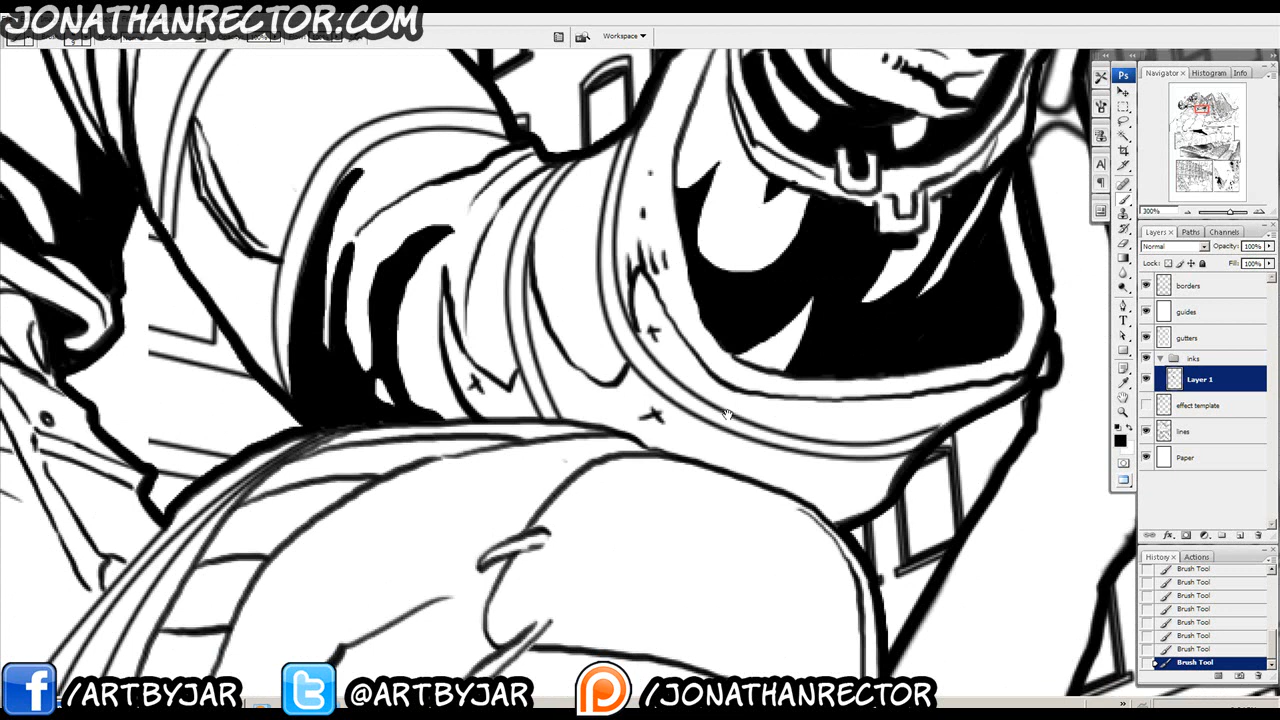 JONATHANRECTOR.COM
Workspace
Ps
Navigator × Histogram Info
300%
Layers × Paths Channels
Normal Opacity: 100%
Lock: Fill: 100%
borders
guides
gutters
inks
Layer 1
effect template
lines
Paper
History × Actions
Brush Tool
Brush Tool
Brush Tool
Brush Tool
Brush Tool
Brush Tool
Brush Tool
Brush Tool
/ARTBYJAR @ARTBYJAR /JONATHANRECTOR